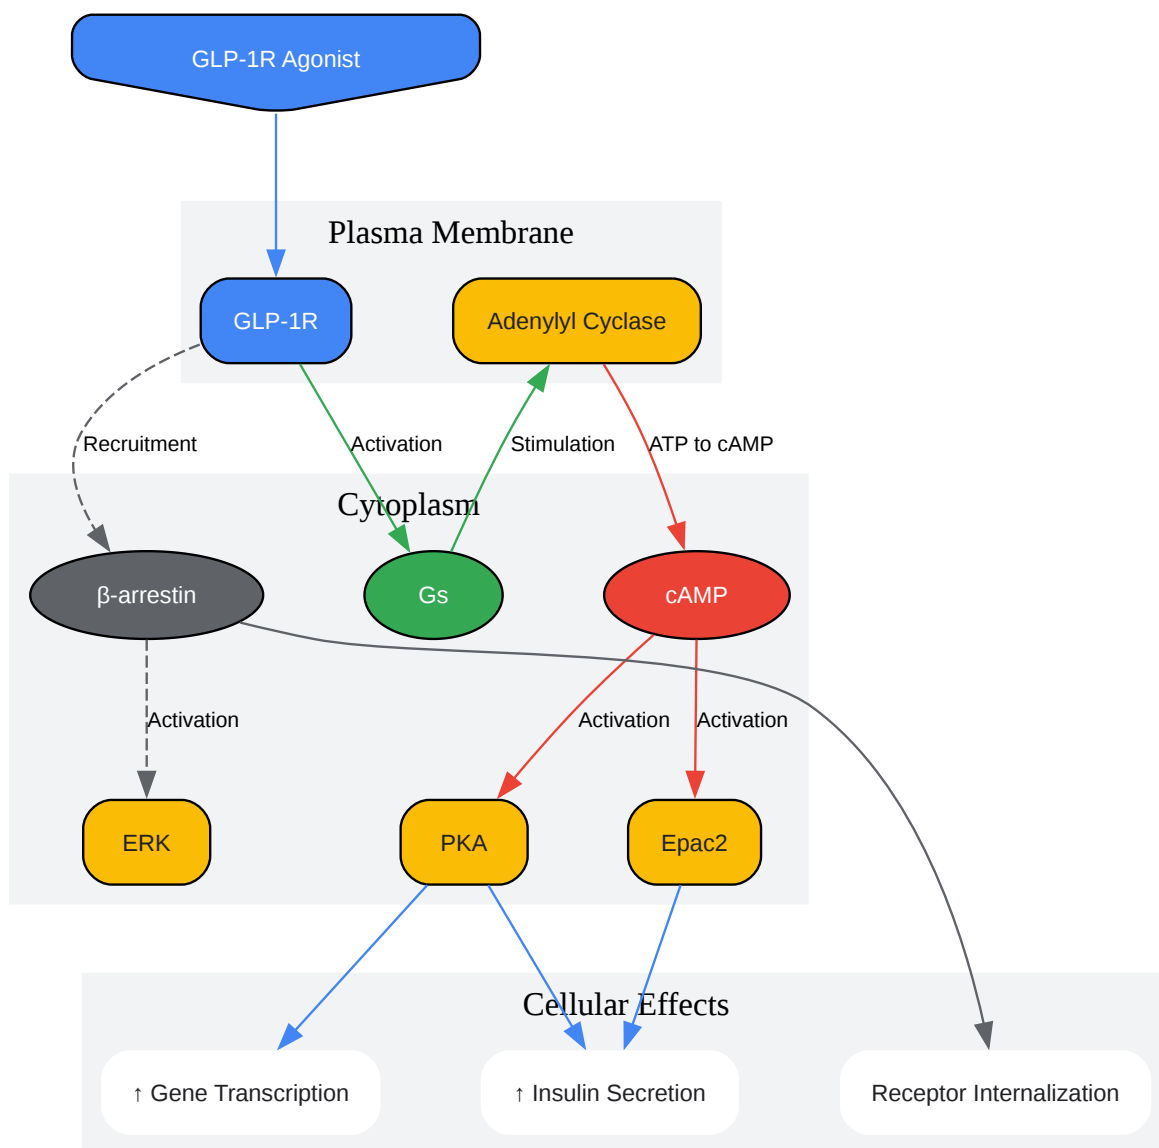 GLP-1R Agonist
Plasma Membrane
GLP-1R
Adenylyl Cyclase
Recruitment
Activation
Stimulation
ATP to cAMP
Cytoplasm
β-arrestin
Gs
cAMP
Activation
Activation
Activation
ERK
PKA
Epac2
Cellular Effects
↑ Gene Transcription
↑ Insulin Secretion
Receptor Internalization